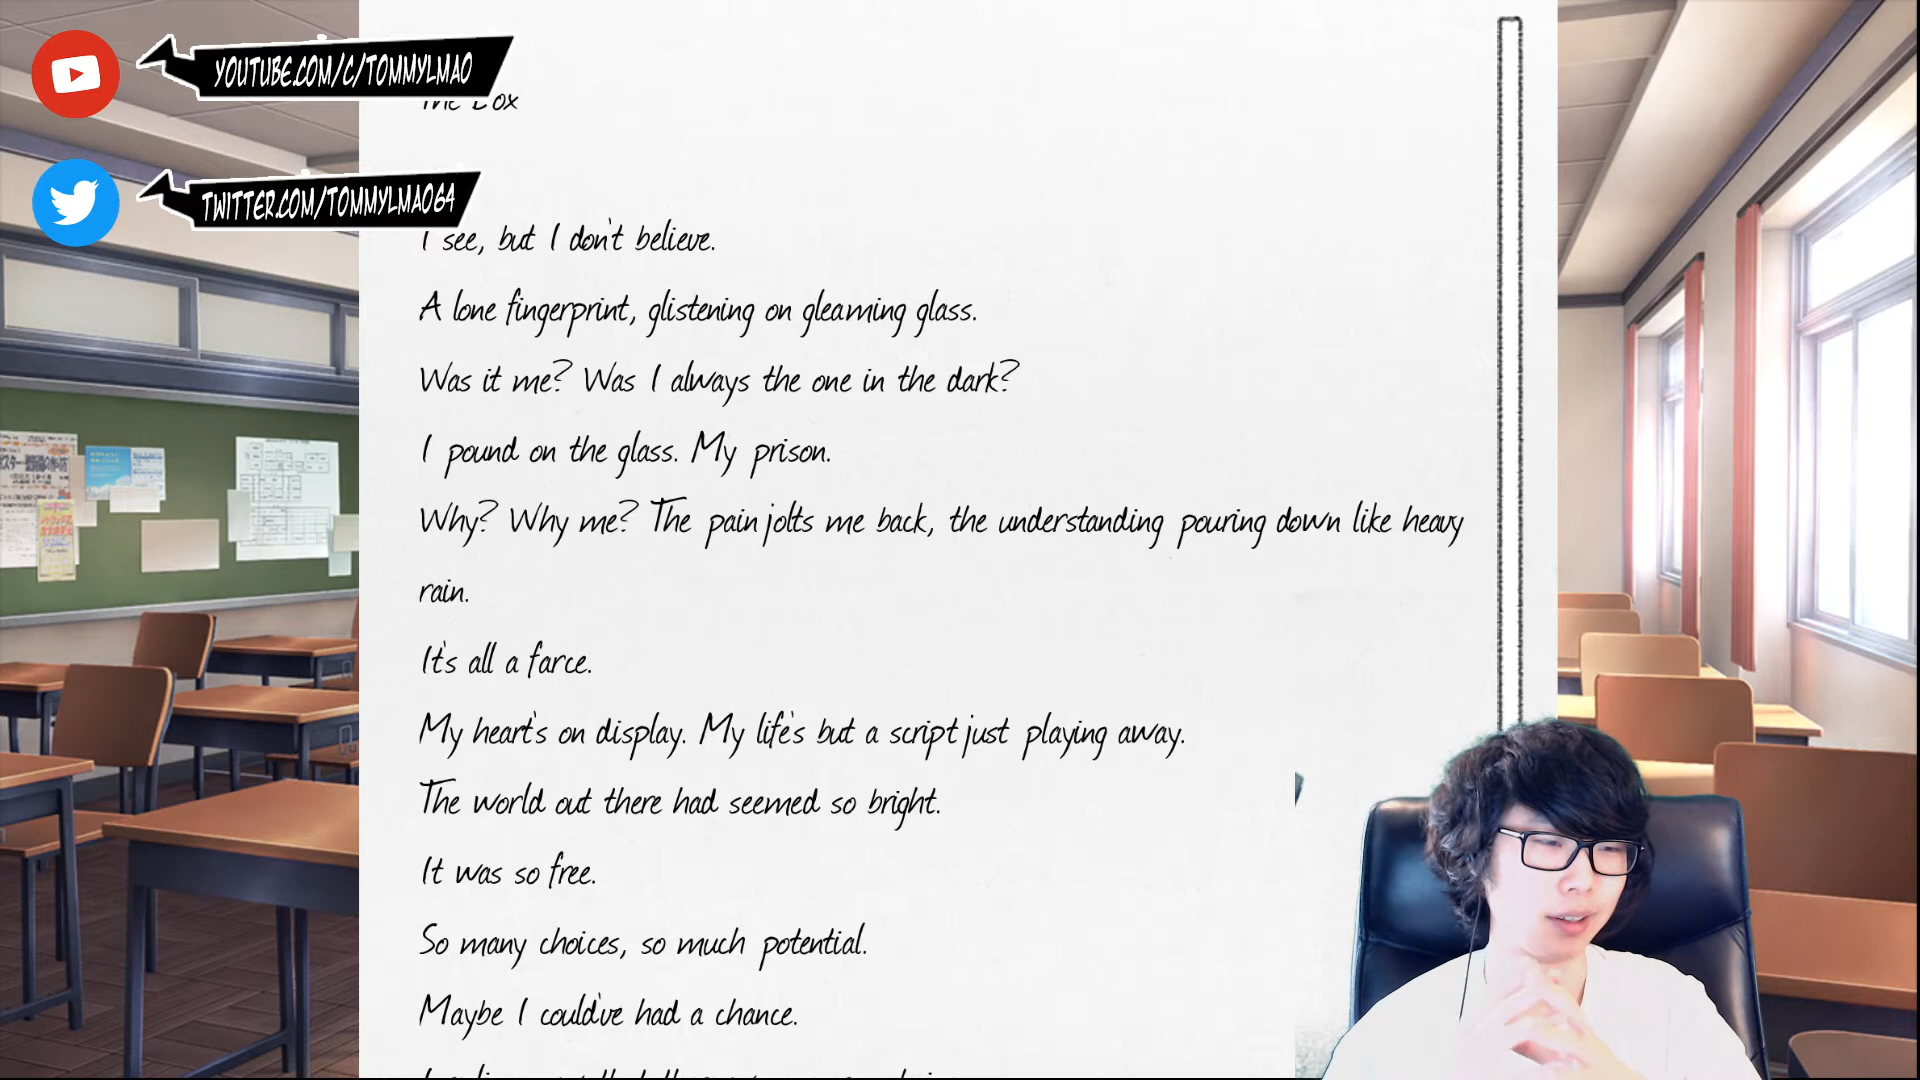 YOUTUBE.COM/C/TOMMYLMAO
The Box
TWITTER.COM/TOMMYLMAO64
I see, but I don't believe.
A lone fingerprint, glistening on gleaming glass.
Was it me? Was I always the one in the dark?
I pound on the glass. My prison.
Why? Why me? The pain jolts me back, the understanding pouring down like heavy
rain.
It's all a farce.
My heart's on display. My life's but a script just playing away.
The world out there had seemed so bright.
It was so free.
So many choices, so much potential.
Maybe I could've had a chance.